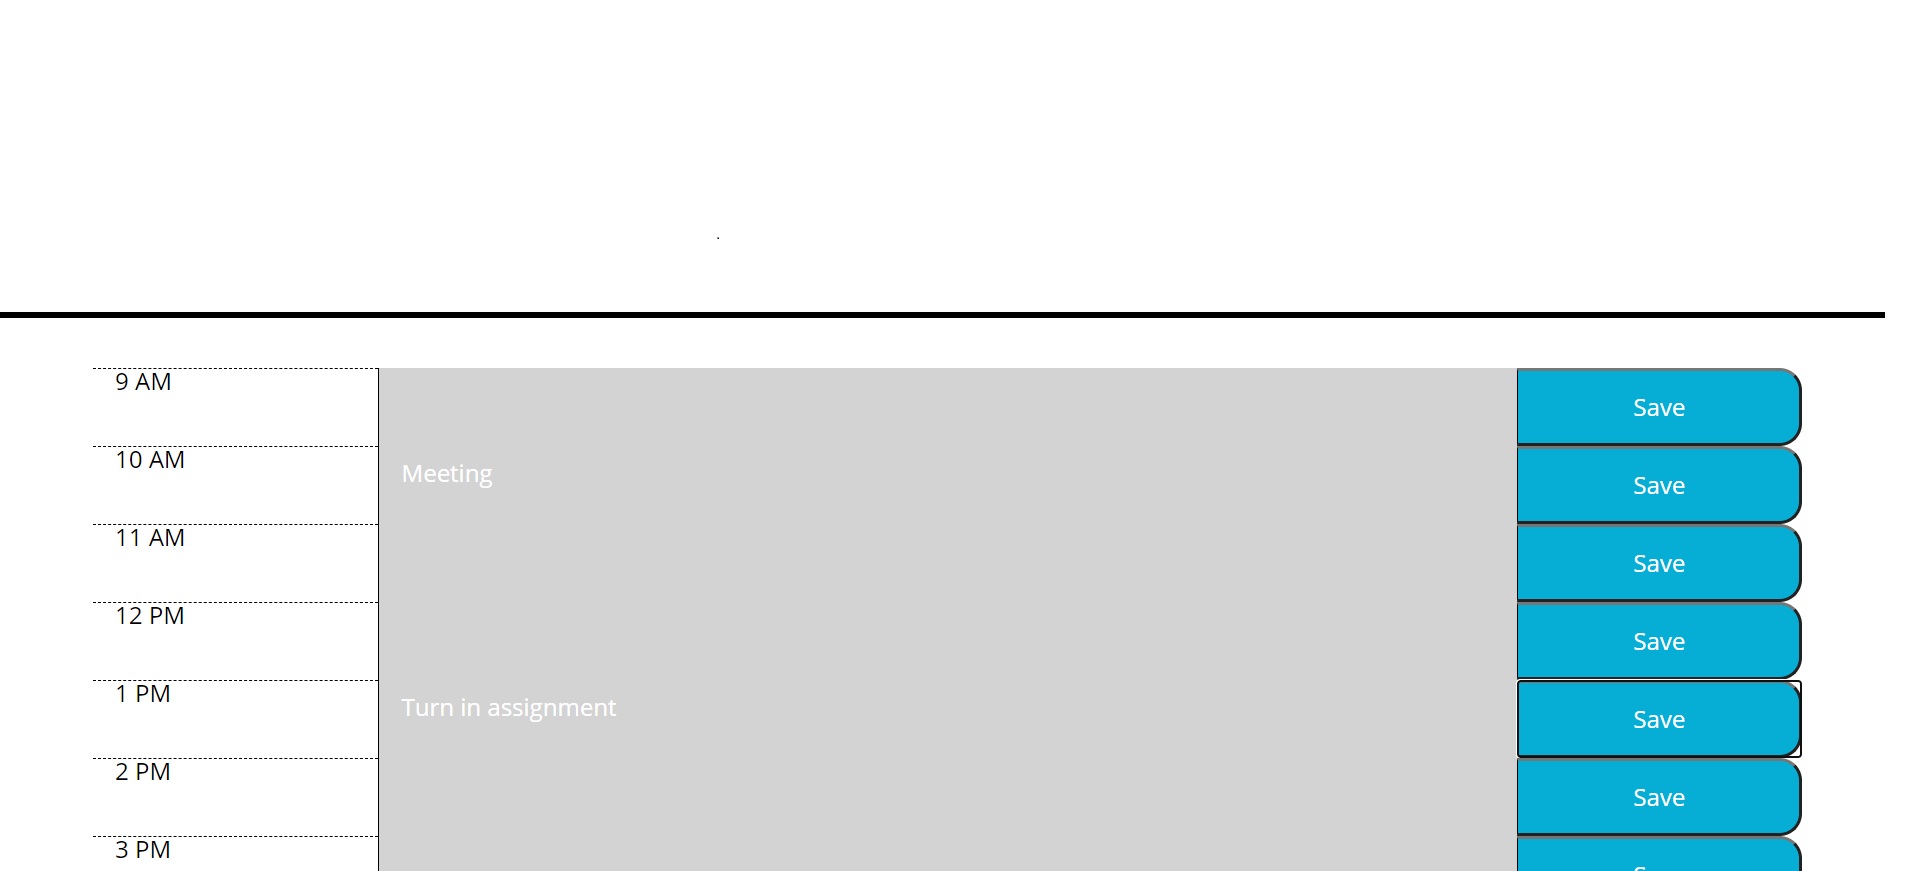 .
9 AM
Save
10 AM
Meeting
Save
11 AM
Save
12 PM
Save
1 PM
Turn in assignment
Save
2 PM
Save
3 PM